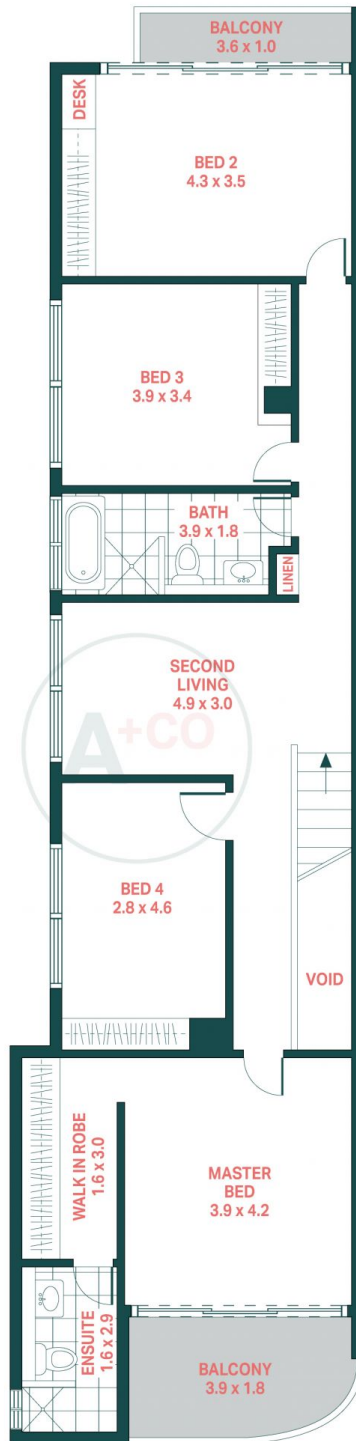 BALCONY
3.6 x 1.0
DESK
BED 2
4.3 x 3.5
BED 3
3.9 x 3.4
BATH
3.9 x 1.8
LINEN
SECOND
LIVING
4.9 x 3.0
A+CO
BED 4
2.8 x 4.6
VOID
WALK IN ROBE
1.6 x 3.0
MASTER
BED
3.9 x 4.2
ENSUITE
1.6 x 2.9
BALCONY
3.9 x 1.8